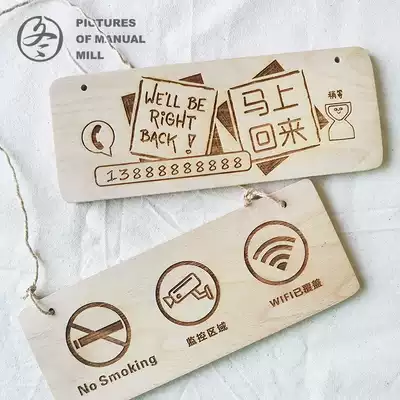 PICTURES
OF MANUAL
MILL
WE'LL BE
RIGHT
BACK!
马上
回来
稍等
13888888888
No Smoking
监控区域
WIFI已覆盖